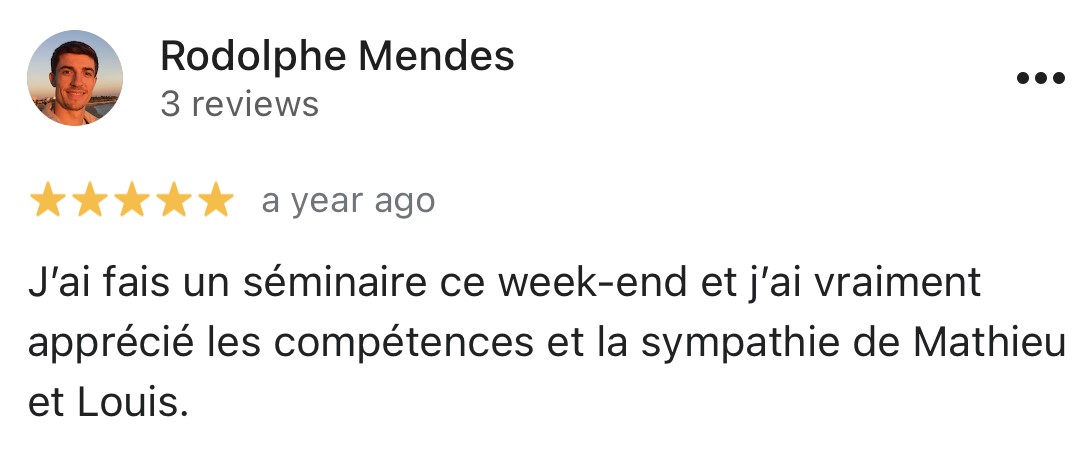 Rodolphe Mendes
3 reviews
a year ago
J’ai fais un séminaire ce week-end et j’ai vraiment
apprécié les compétences et la sympathie de Mathieu
et Louis.